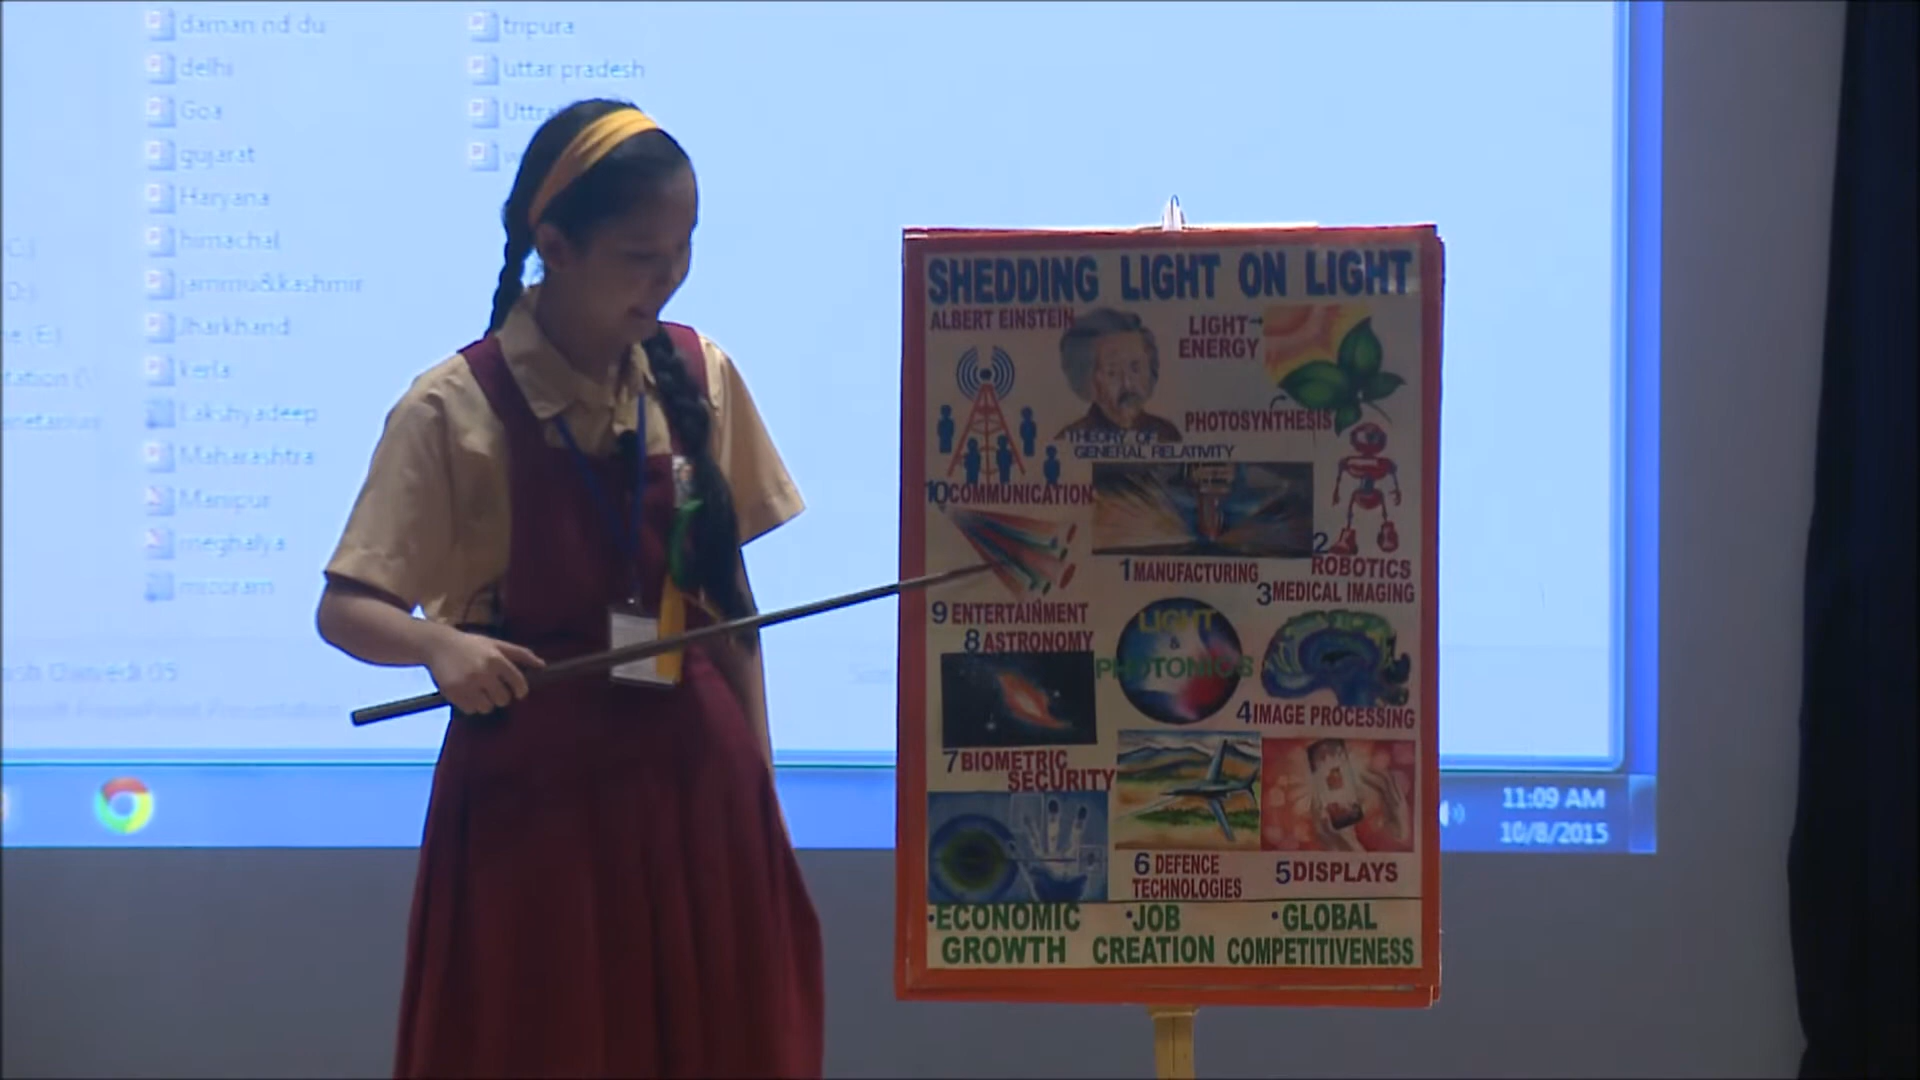 daman nd du
delhi
Goa
gujarat
Haryana
himachal
jammu&kashmir
Jharkhand
kerla
Lakshyadeep
Maharashtra
Manipur
meghalya
mizoram
tripura
uttar pradesh
SHEDDING LIGHT ON LIGHT
ALBERT EINSTEIN
LIGHT→
ENERGY
PHOTOSYNTHESIS
THEORY OF
GENERAL RELATIVITY
10 COMMUNICATION
1 MANUFACTURING
2
ROBOTICS
3 MEDICAL IMAGING
9 ENTERTAINMENT
8 ASTRONOMY
LIGHT
&
PHOTONICS
4 IMAGE PROCESSING
7 BIOMETRIC
SECURITY
6 DEFENCE
TECHNOLOGIES
5 DISPLAYS
•ECONOMIC
GROWTH
•JOB
CREATION
•GLOBAL
COMPETITIVENESS
11:09 AM
10/8/2015